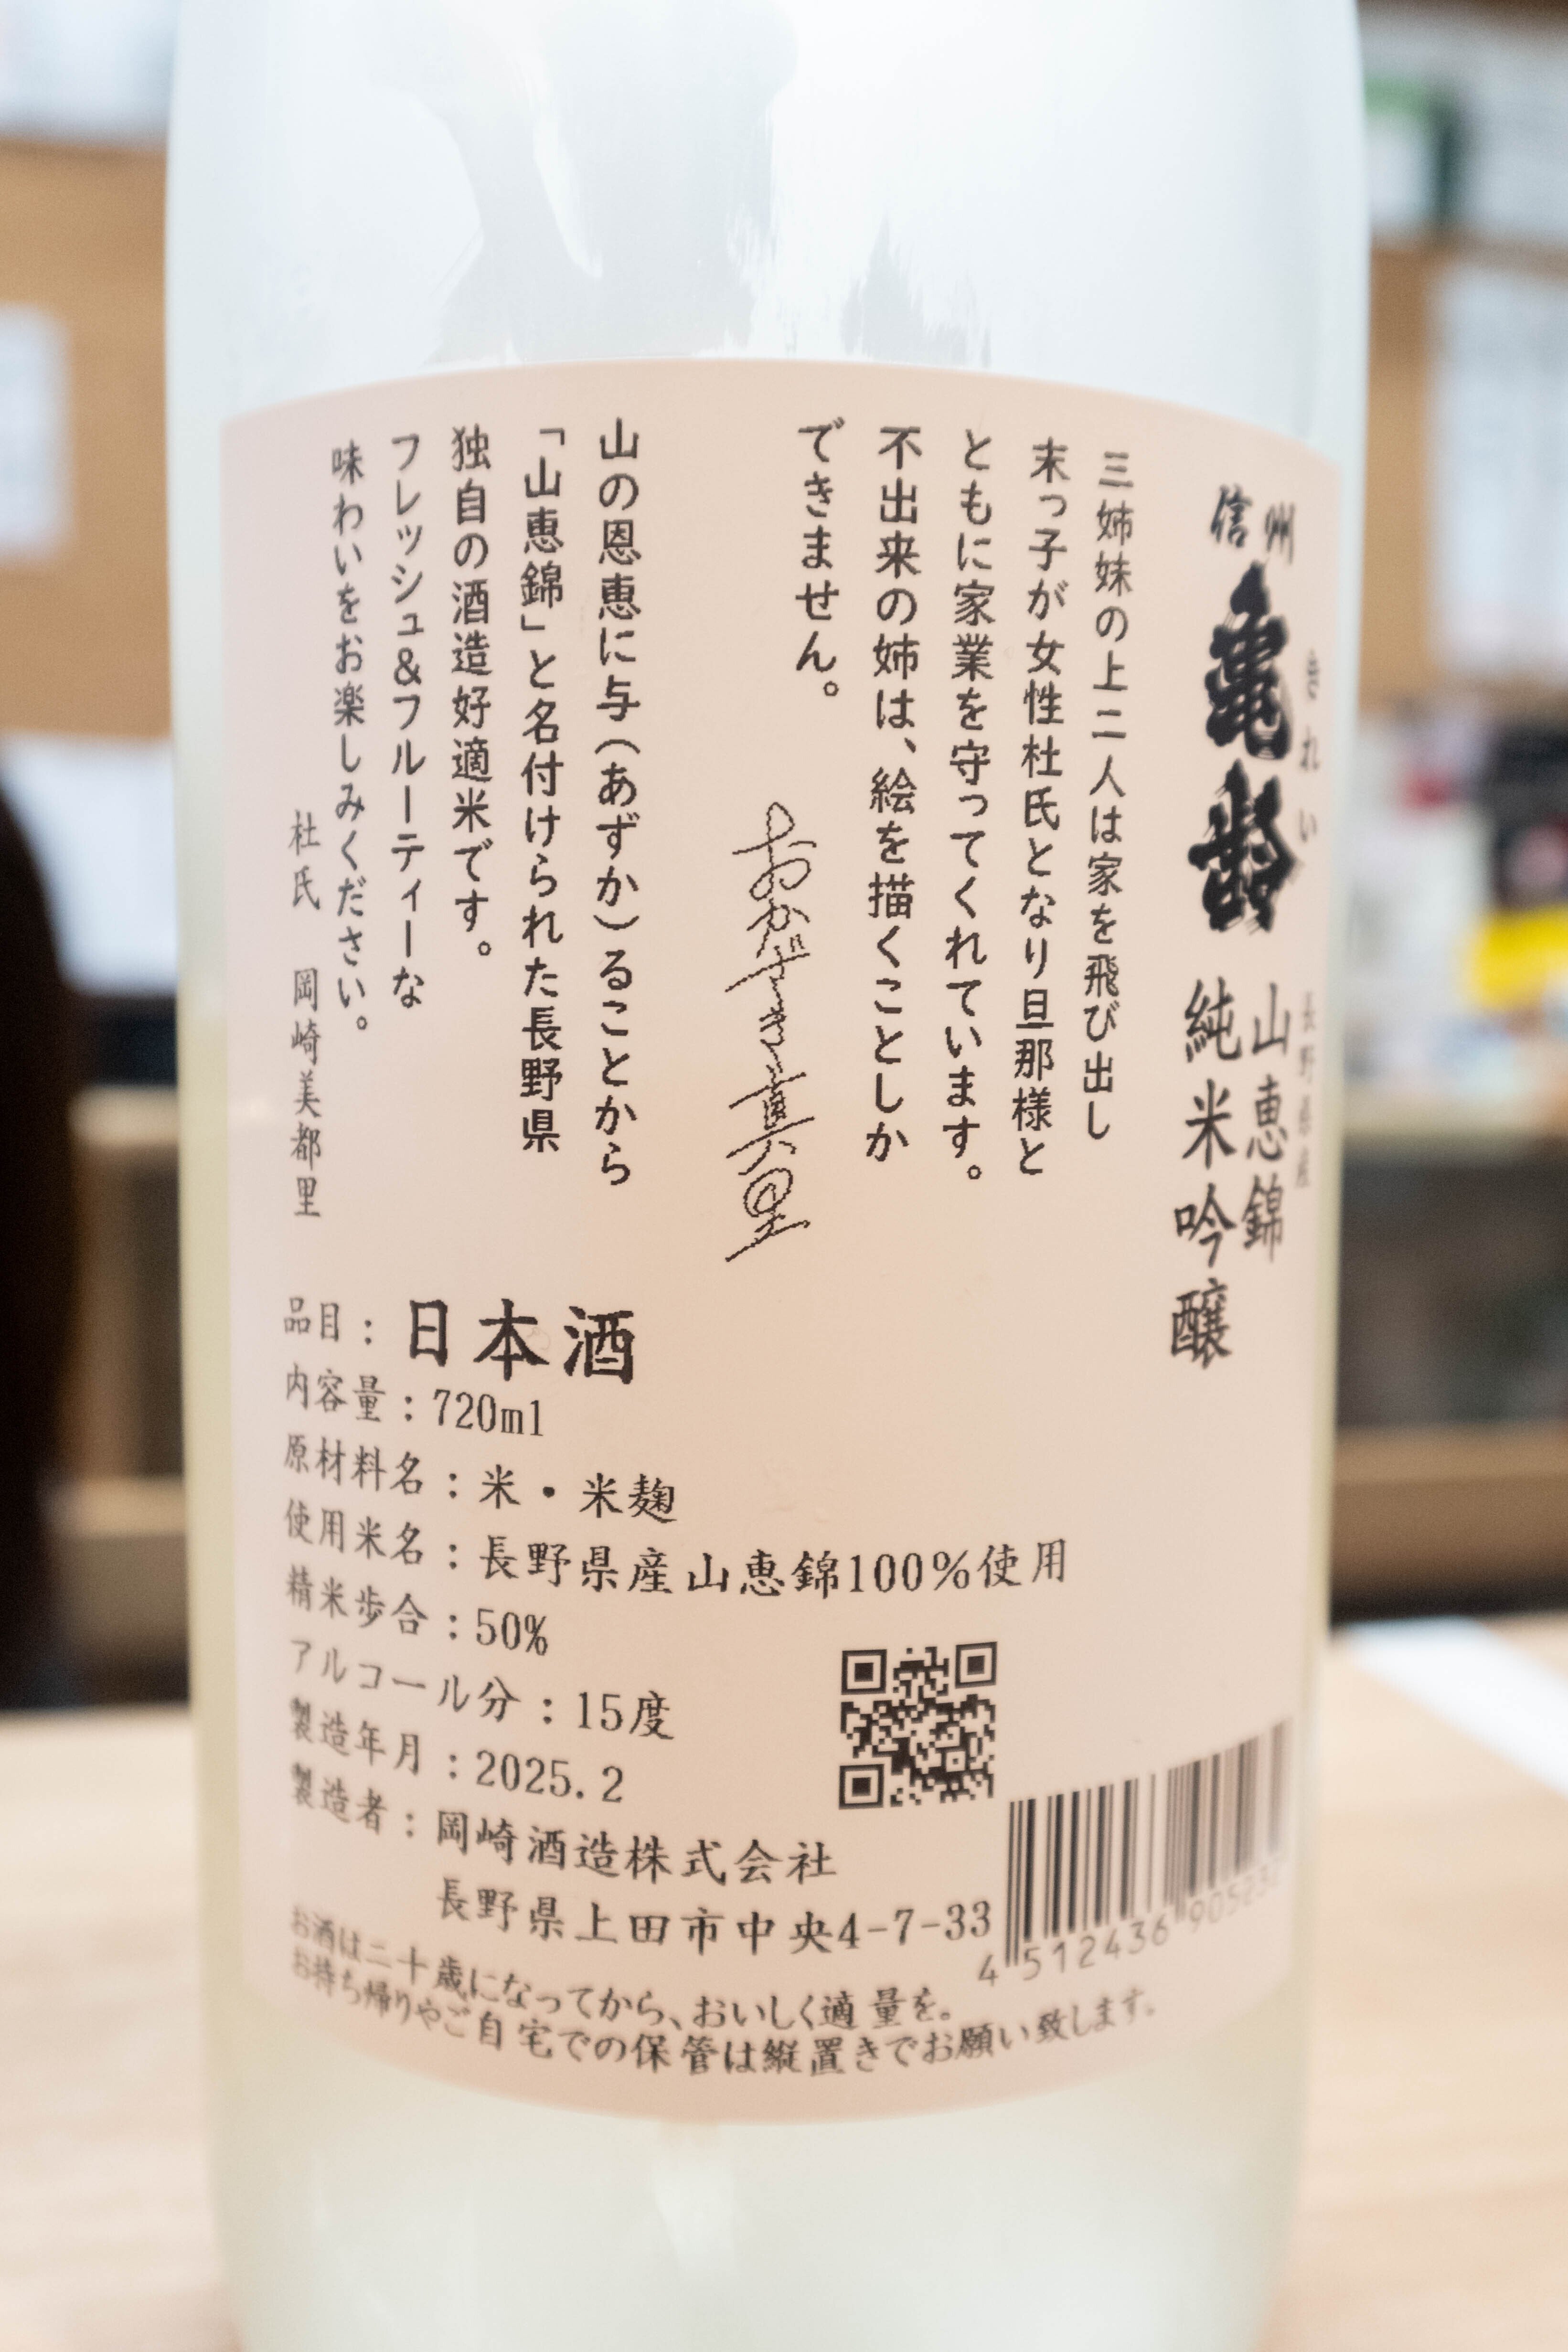 信州
亀齢
きれい
長野県産
山恵錦
純米吟醸
三姉妹の上二人は家を飛び出し
末っ子が女性杜氏となり旦那様と
ともに家業を守ってくれています。
不出来の姉は、絵を描くことしか
できません。
おかざき真里
山の恩恵に与(あずか)ることから
「山恵錦」と名付けられた長野県
独自の酒造好適米です。
フレッシュ&フルーティーな
味わいをお楽しみください。
杜氏 岡崎美都里
品目:日本酒
内容量:720ml
原材料名:米・米麹
使用米名:長野県産山恵錦100%使用
精米歩合:50%
アルコール分:15度
製造年月:2025.2
製造者:岡崎酒造株式会社
長野県上田市中央4-7-33
4 512436 905237
お酒は二十歳になってから、おいしく適量を。
お持ち帰りやご自宅での保管は縦置きでお願い致します。